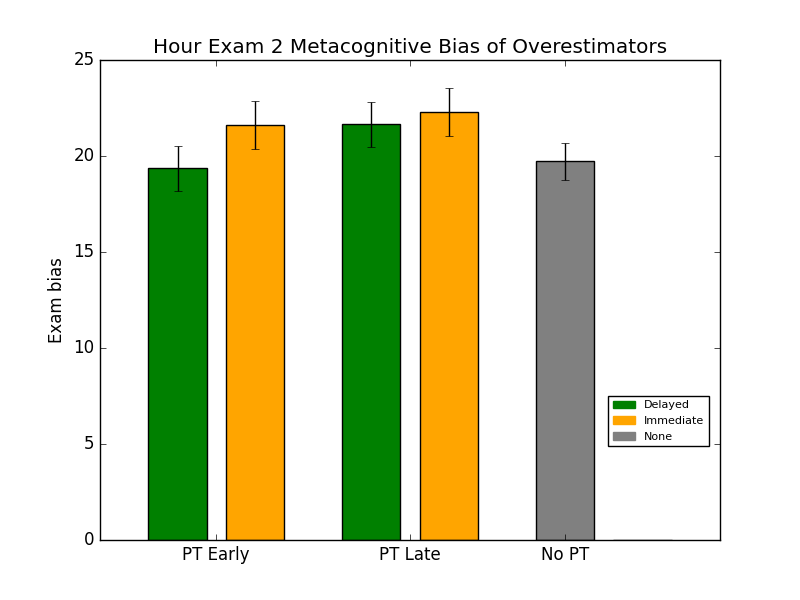 Hour Exam 2 Metacognitive Bias of Overestimators
25
20
15
10
5
0
Exam bias
Delayed
Immediate
None
PT Early PT Late No PT